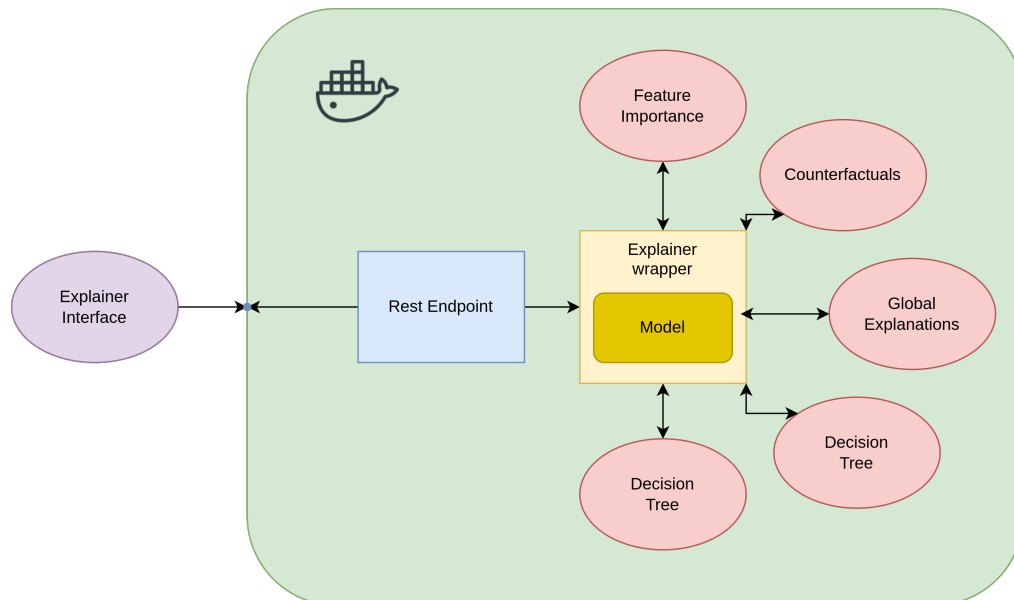 Feature
Importance
Counterfactuals
Explainer
wrapper
Explainer
Interface
Rest Endpoint
Model
Global
Explanations
Decision
Tree
Decision
Tree